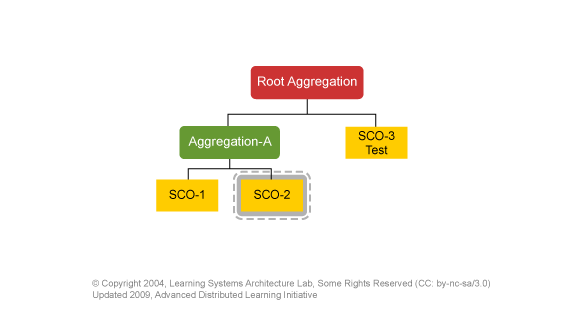 Root Aggregation
Aggregation-A
SCO-3
Test
SCO-1
SCO-2
© Copyright 2004, Learning Systems Architecture Lab, Some Rights Reserved (CC: by-nc-sa/3.0)
Updated 2009, Advanced Distributed Learning Initiative